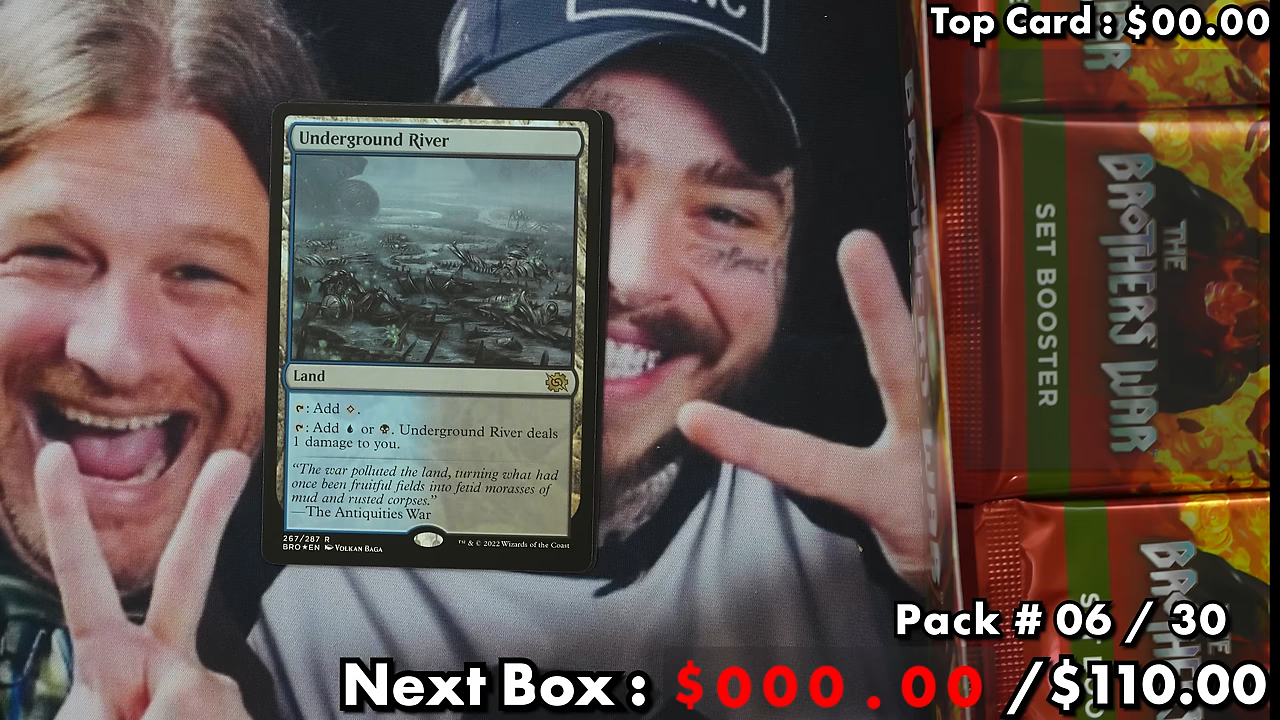 Top Card : $00.00
Underground River
Land
: Add .
: Add or . Underground River deals
1 damage to you.
"The war polluted the land, turning what had
once been fruitful fields into fetid morasses of
mud and rusted corpses."
—The Antiquities War
267/287 R
BRO★EN VOLKAN BAGA
™ & © 2022 Wizards of the Coast
THE
BROTHERS WAR
SET BOOSTER
Pack # 06 / 30
Next Box : $000.00 /$110.00